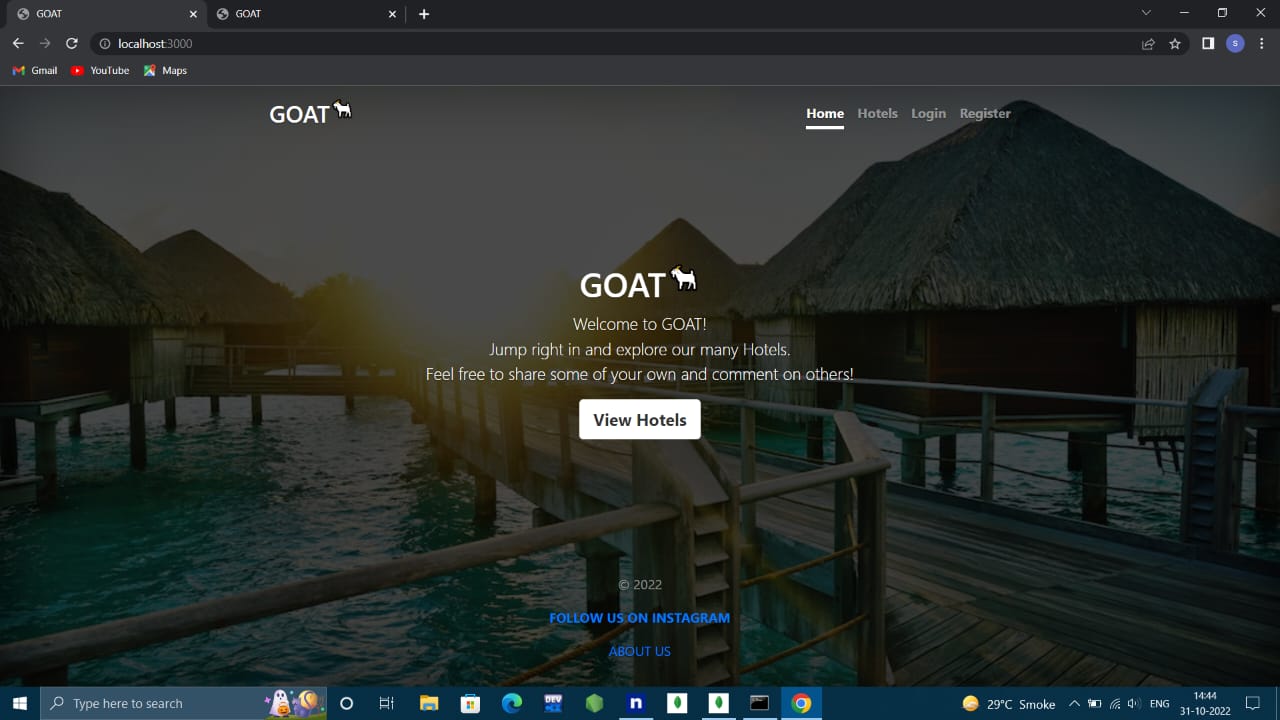 GOAT
GOAT
localhost:3000
Gmail
YouTube
Maps
GOAT
Home
Hotels
Login
Register
GOAT
Welcome to GOAT!
Jump right in and explore our many Hotels.
Feel free to share some of your own and comment on others!
View Hotels
© 2022
FOLLOW US ON INSTAGRAM
ABOUT US
Type here to search
DEV
n
29°C Smoke
ENG
14:44
31-10-2022